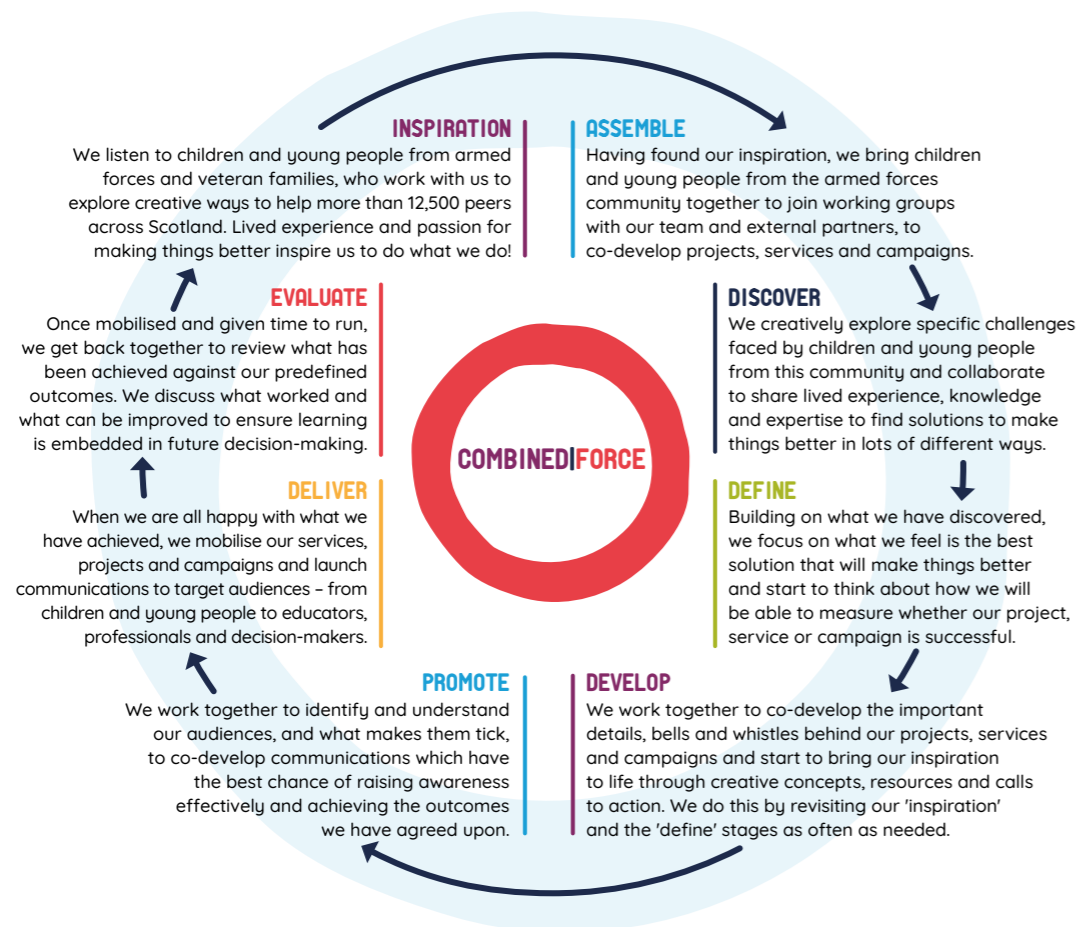 INSPIRATION
We listen to children and young people from armed
forces and veteran families, who work with us to
explore creative ways to help more than 12,500 peers
across Scotland. Lived experience and passion for
making things better inspire us to do what we do!
ASSEMBLE
Having found our inspiration, we bring children
and young people from the armed forces
community together to join working groups
with our team and external partners, to
co-develop projects, services and campaigns.
DISCOVER
We creatively explore specific challenges
faced by children and young people
from this community and collaborate
to share lived experience, knowledge
and expertise to find solutions to make
things better in lots of different ways.
DEFINE
Building on what we have discovered,
we focus on what we feel is the best
solution that will make things better
and start to think about how we will
be able to measure whether our project,
service or campaign is successful.
DEVELOP
We work together to co-develop the important
details, bells and whistles behind our projects, services
and campaigns and start to bring our inspiration
to life through creative concepts, resources and calls
to action. We do this by revisiting our 'inspiration'
and the 'define' stages as often as needed.
PROMOTE
We work together to identify and understand
our audiences, and what makes them tick,
to co-develop communications which have
the best chance of raising awareness
effectively and achieving the outcomes
we have agreed upon.
DELIVER
When we are all happy with what we
have achieved, we mobilise our services,
projects and campaigns and launch
communications to target audiences – from
children and young people to educators,
professionals and decision-makers.
EVALUATE
Once mobilised and given time to run,
we get back together to review what has
been achieved against our predefined
outcomes. We discuss what worked and
what can be improved to ensure learning
is embedded in future decision-making.
COMBINED|FORCE